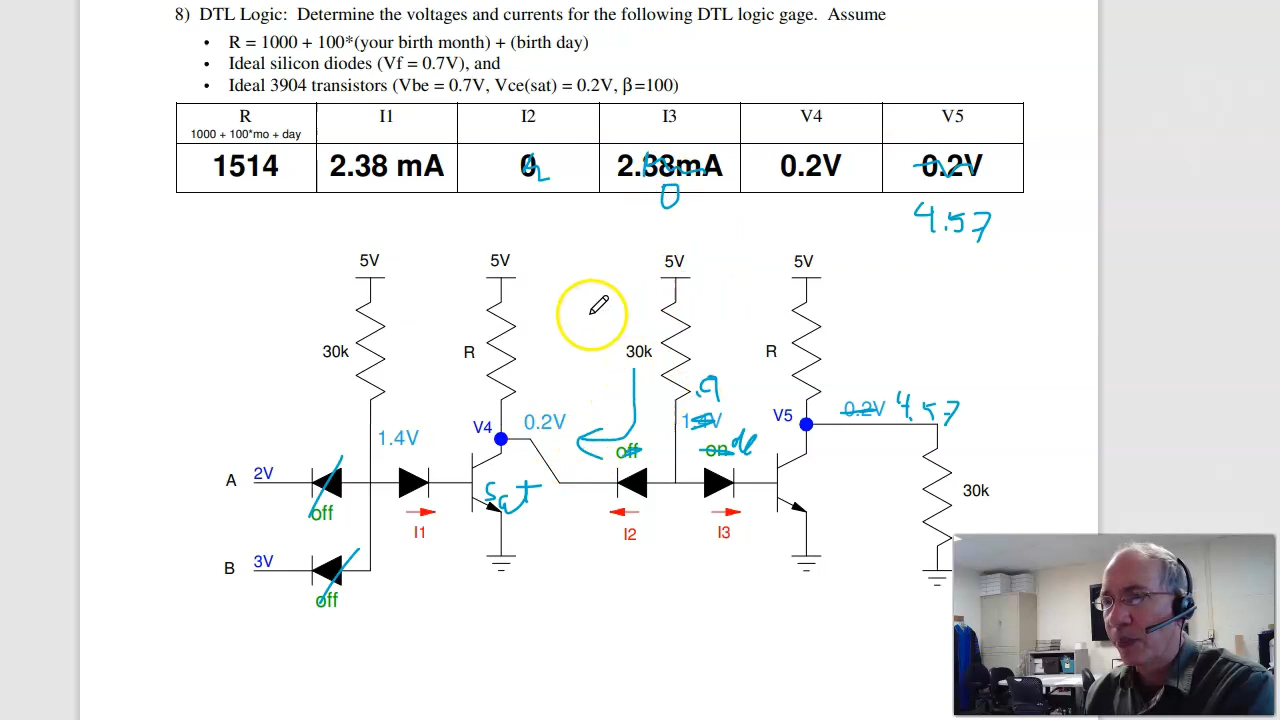 8) DTL Logic: Determine the voltages and currents for the following DTL logic gage. Assume
• R = 1000 + 100*(your birth month) + (birth day)
• Ideal silicon diodes (Vf = 0.7V), and
• Ideal 3904 transistors (Vbe = 0.7V, Vce(sat) = 0.2V, β=100)
R I1 I2 I3 V4 V5
1000 + 100*mo + day
1514 2.38 mA 0 2.38mA 0.2V 0.2V
0
4.57
5V 5V 5V 5V
30k R 30k R
.9
V4 0.2V 1.4V V5 0.2V 4.57
1.4V
off on
A 2V
sat
30k
off
I1 I2 I3
B 3V
off